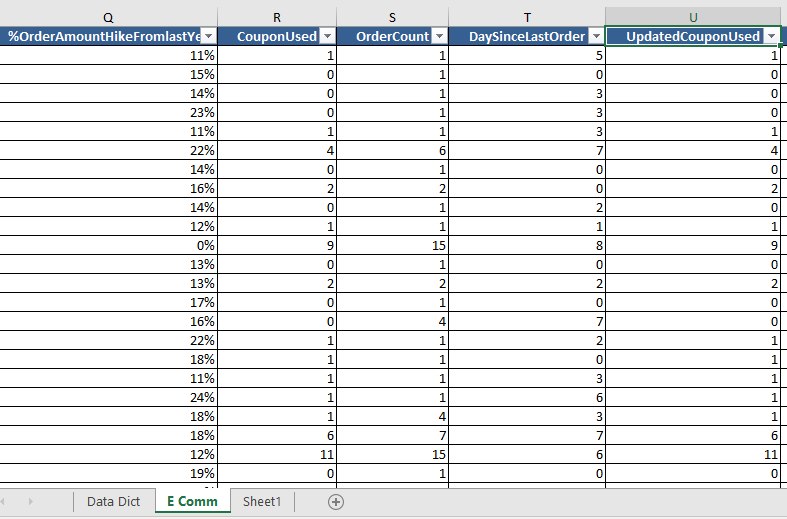 Q R S T U
%OrderAmountHikeFromlastYe CouponUsed OrderCount DaySinceLastOrder UpdatedCouponUsed
11% 1 1 5 1
15% 0 1 0 0
14% 0 1 3 0
23% 0 1 3 0
11% 1 1 3 1
22% 4 6 7 4
14% 0 1 0 0
16% 2 2 0 2
14% 0 1 2 0
12% 1 1 1 1
0% 9 15 8 9
13% 0 1 0 0
13% 2 2 2 2
17% 0 1 0 0
16% 0 4 7 0
22% 1 1 2 1
18% 1 1 0 1
11% 1 1 3 1
24% 1 1 6 1
18% 1 4 3 1
18% 6 7 7 6
12% 11 15 6 11
19% 0 1 0 0
Data Dict E Comm Sheet1